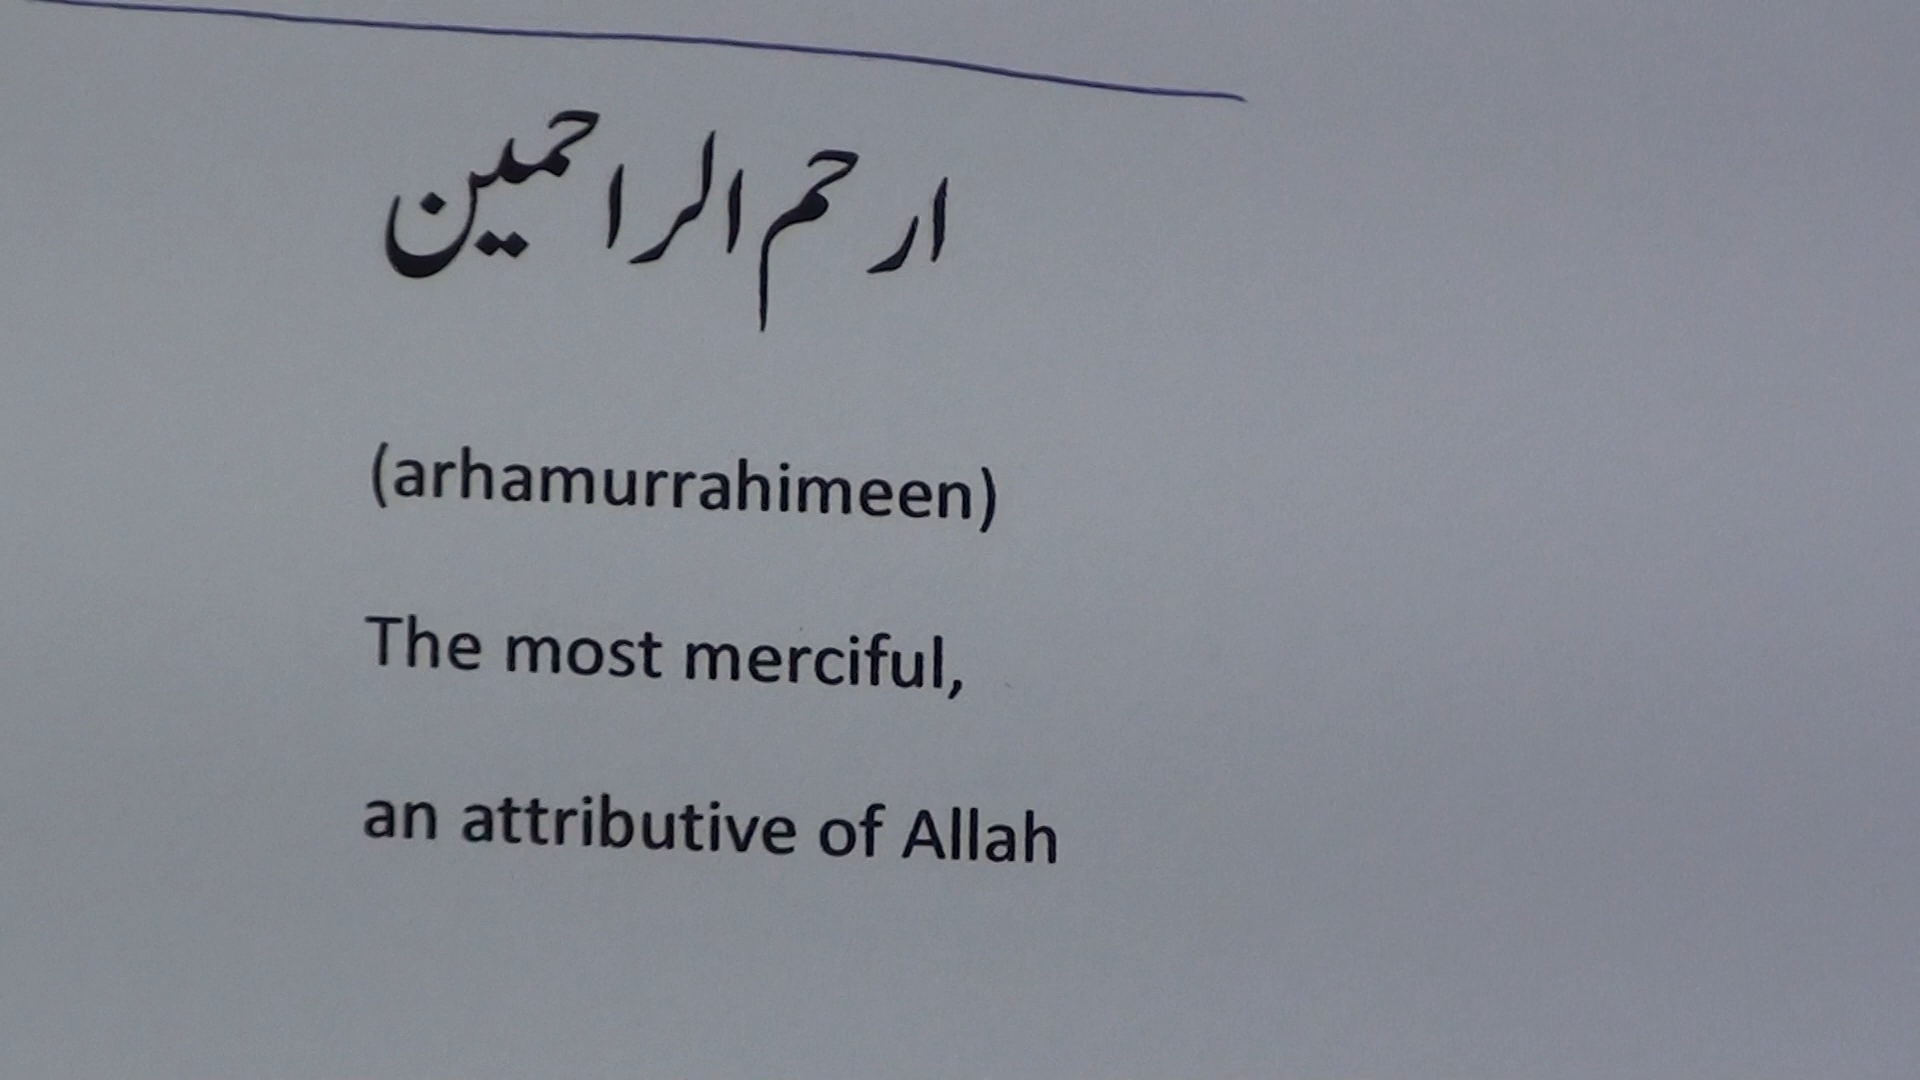 ارحم الراحمین
(arhamurrahimeen)
The most merciful,
an attributive of Allah